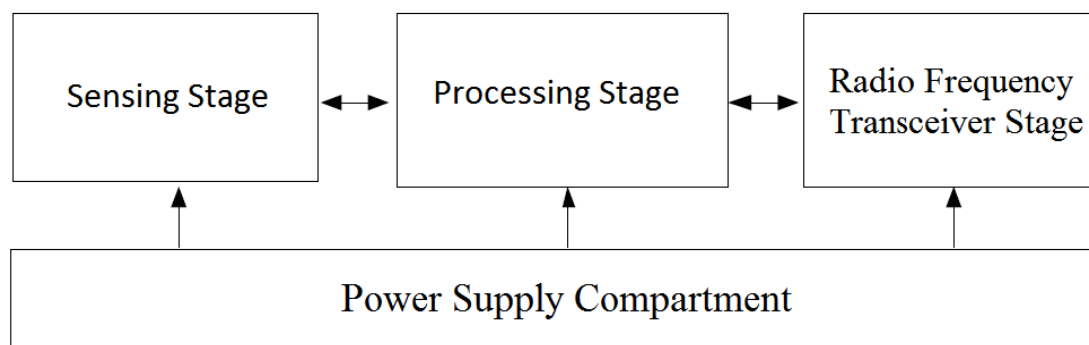 Sensing Stage
Processing Stage
Radio Frequency
Transceiver Stage
Power Supply Compartment